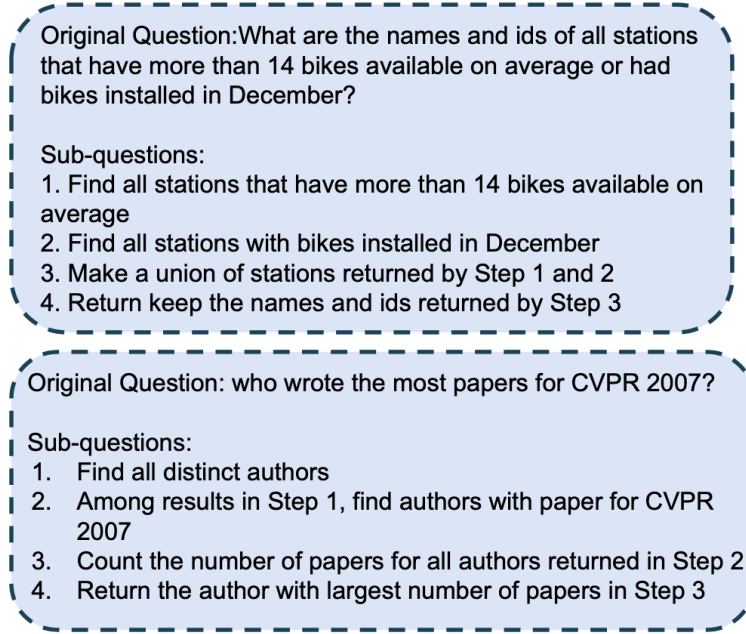 Original Question:What are the names and ids of all stations
that have more than 14 bikes available on average or had
bikes installed in December?
Sub-questions:
1. Find all stations that have more than 14 bikes available on
average
2. Find all stations with bikes installed in December
3. Make a union of stations returned by Step 1 and 2
4. Return keep the names and ids returned by Step 3
Original Question: who wrote the most papers for CVPR 2007?
Sub-questions:
1. Find all distinct authors
2. Among results in Step 1, find authors with paper for CVPR
2007
3. Count the number of papers for all authors returned in Step 2
4. Return the author with largest number of papers in Step 3